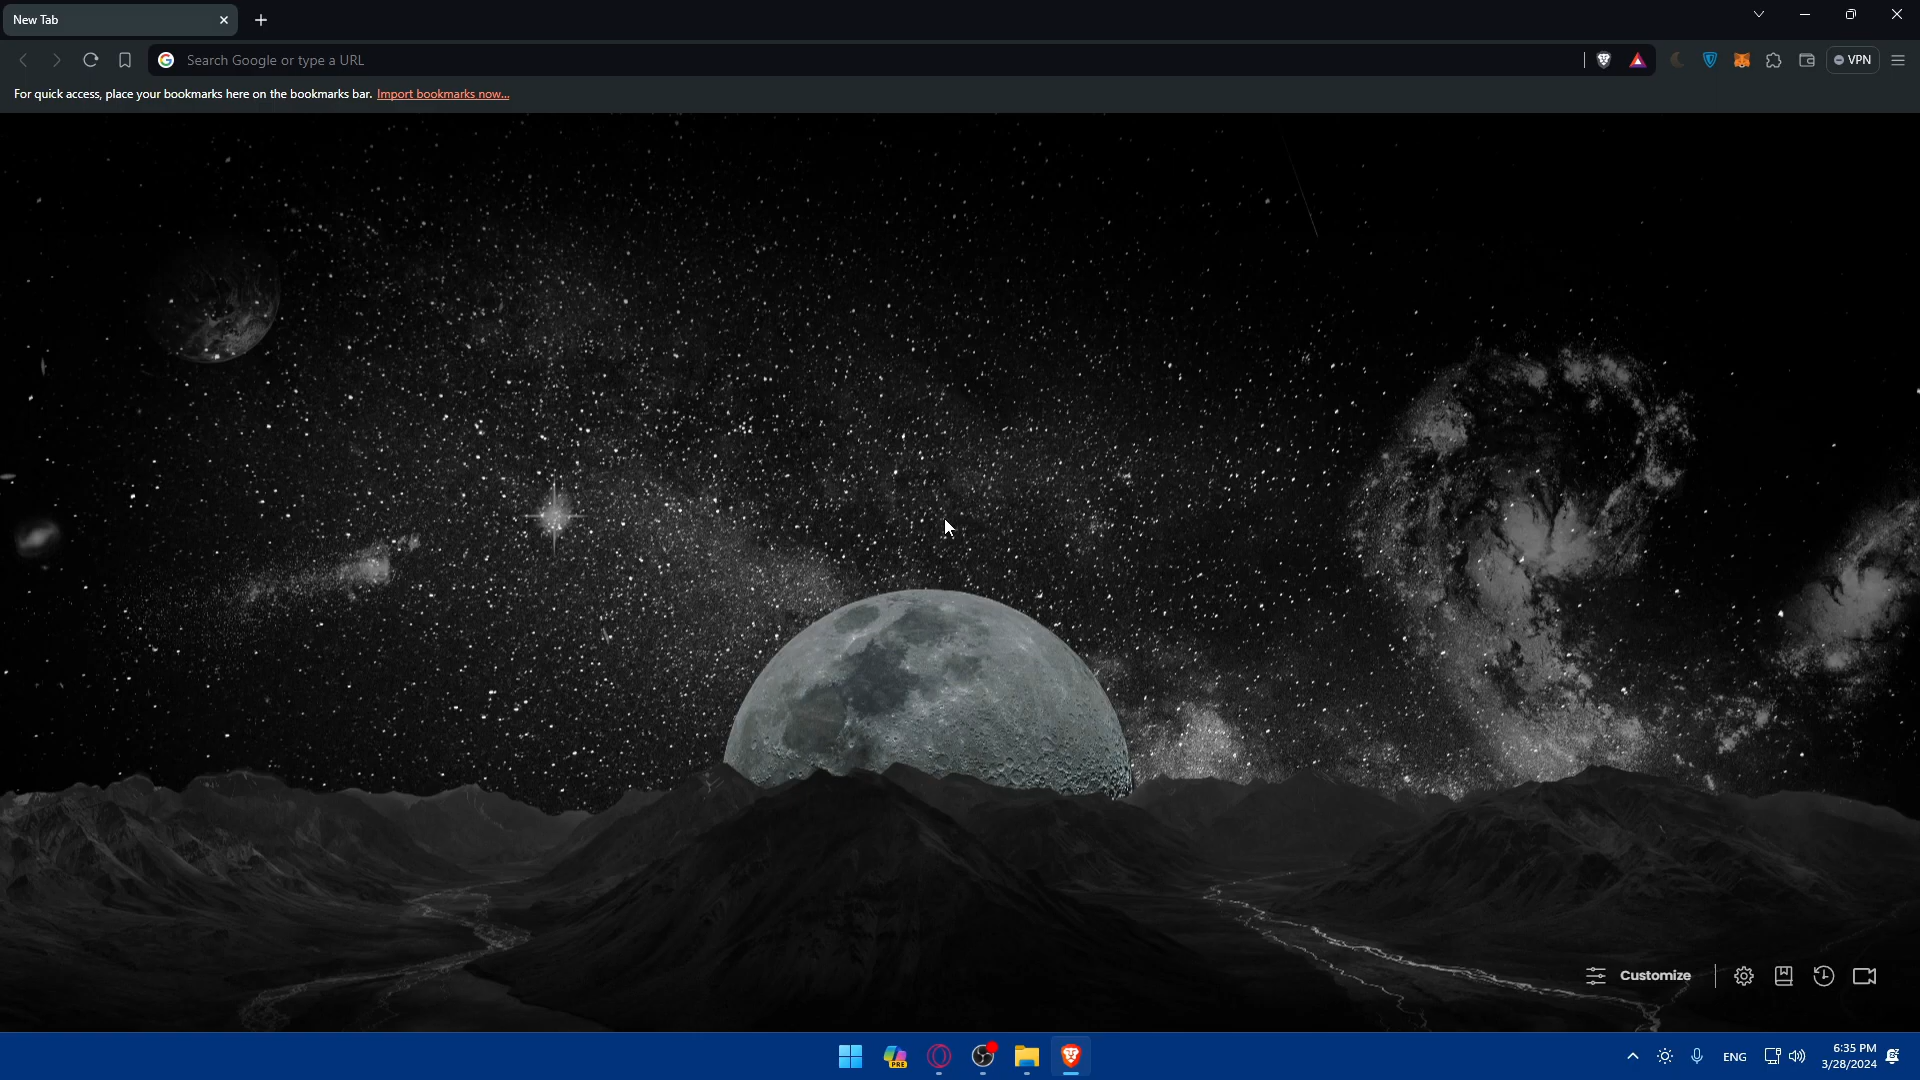 New Tab
Search Google or type a URL
VPN
For quick access, place your bookmarks here on the bookmarks bar. Import bookmarks now...
Customize
PRE
ENG
6:35 PM
3/28/2024